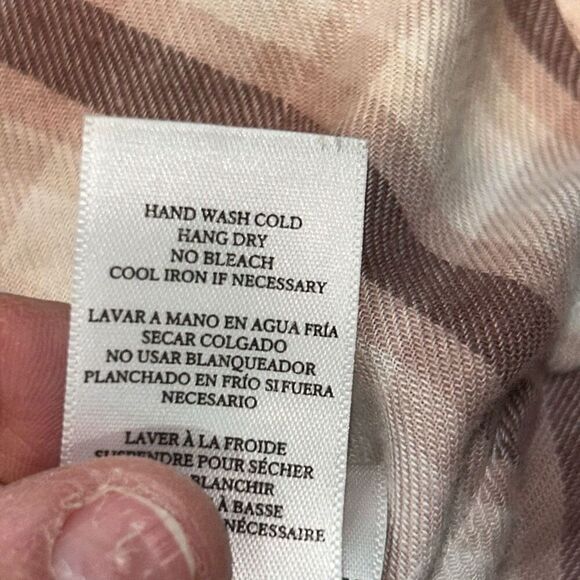 HAND WASH COLD
HANG DRY
NO BLEACH
COOL IRON IF NECESSARY
LAVAR A MANO EN AGUA FRÍA
SECAR COLGADO
NO USAR BLANQUEADOR
PLANCHADO EN FRÍO SI FUERA
NECESARIO
LAVER À LA FROIDE
SUSPENDRE POUR SÉCHER
BLANCHIR
À BASSE
NÉCESSAIRE